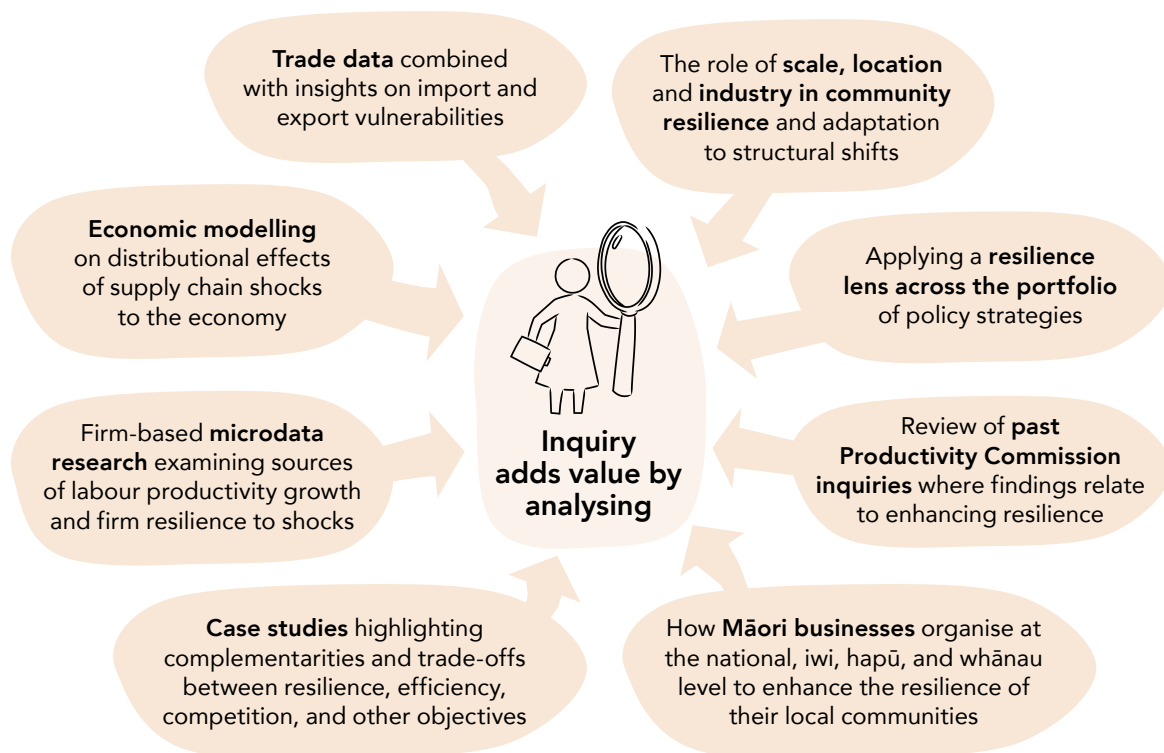 Trade data combined
with insights on import and
export vulnerabilities
The role of scale, location
and industry in community
resilience and adaptation
to structural shifts
Economic modelling
on distributional effects
of supply chain shocks
to the economy
Applying a resilience
lens across the portfolio
of policy strategies
Inquiry
adds value by
analysing
Firm-based microdata
research examining sources
of labour productivity growth
and firm resilience to shocks
Review of past
Productivity Commission
inquiries where findings relate
to enhancing resilience
Case studies highlighting
complementarities and trade-offs
between resilience, efficiency,
competition, and other objectives
How Māori businesses organise at
the national, iwi, hapū, and whānau
level to enhance the resilience of
their local communities